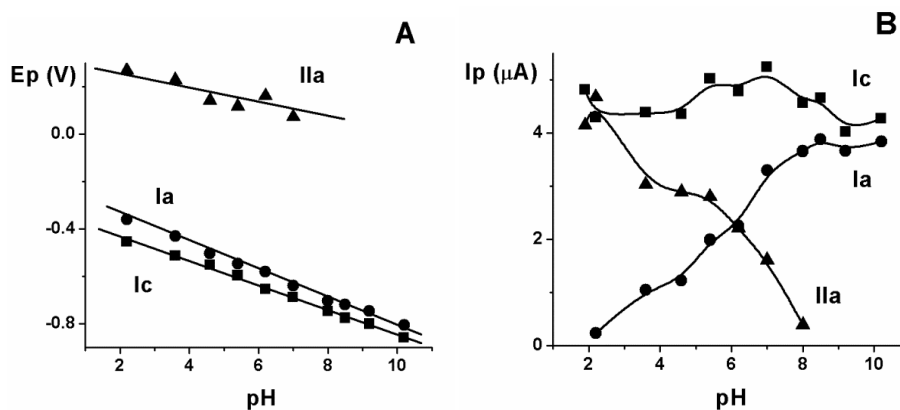 A
Ep (V)
IIa
0.0
Ia
-0.4
Ic
-0.8
2 4 6 8 10
pH
B
Ip (μA)
Ic
4
Ia
2
IIa
0
2 4 6 8 10
pH